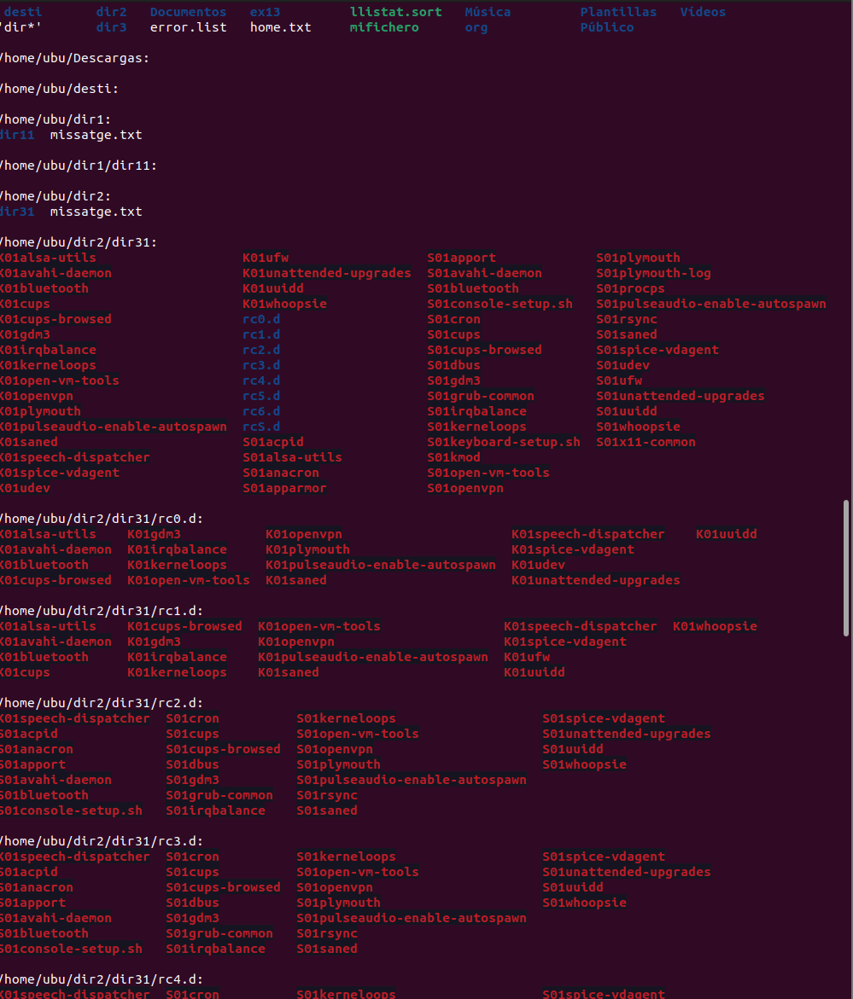 desti dir2 Documentos ex13 llistat.sort Música Plantillas Vídeos
'dir*' dir3 error.list home.txt mifichero org Público
/home/ubu/Descargas:
/home/ubu/desti:
/home/ubu/dir1:
dir11 missatge.txt
/home/ubu/dir1/dir11:
/home/ubu/dir2:
dir31 missatge.txt
/home/ubu/dir2/dir31:
K01alsa-utils K01ufw S01apport S01plymouth
K01avahi-daemon K01unattended-upgrades S01avahi-daemon S01plymouth-log
K01bluetooth K01uuidd S01bluetooth S01procps
K01cups K01whoopsie S01console-setup.sh S01pulseaudio-enable-autospawn
K01cups-browsed rc0.d S01cron S01rsync
K01gdm3 rc1.d S01cups S01saned
K01irqbalance rc2.d S01cups-browsed S01spice-vdagent
K01kerneloops rc3.d S01dbus S01udev
K01open-vm-tools rc4.d S01gdm3 S01ufw
K01openvpn rc5.d S01grub-common S01unattended-upgrades
K01plymouth rc6.d S01irqbalance S01uuidd
K01pulseaudio-enable-autospawn rcS.d S01kerneloops S01whoopsie
K01saned S01acpid S01keyboard-setup.sh S01x11-common
K01speech-dispatcher S01alsa-utils S01kmod
K01spice-vdagent S01anacron S01open-vm-tools
K01udev S01apparmor S01openvpn
/home/ubu/dir2/dir31/rc0.d:
K01alsa-utils K01gdm3 K01openvpn K01speech-dispatcher K01uuidd
K01avahi-daemon K01irqbalance K01plymouth K01spice-vdagent
K01bluetooth K01kerneloops K01pulseaudio-enable-autospawn K01udev
K01cups-browsed K01open-vm-tools K01saned K01unattended-upgrades
/home/ubu/dir2/dir31/rc1.d:
K01alsa-utils K01cups-browsed K01open-vm-tools K01speech-dispatcher K01whoopsie
K01avahi-daemon K01gdm3 K01openvpn K01spice-vdagent
K01bluetooth K01irqbalance K01pulseaudio-enable-autospawn K01ufw
K01cups K01kerneloops K01saned K01uuidd
/home/ubu/dir2/dir31/rc2.d:
K01speech-dispatcher S01cron S01kerneloops S01spice-vdagent
S01acpid S01cups S01open-vm-tools S01unattended-upgrades
S01anacron S01cups-browsed S01openvpn S01uuidd
S01apport S01dbus S01plymouth S01whoopsie
S01avahi-daemon S01gdm3 S01pulseaudio-enable-autospawn
S01bluetooth S01grub-common S01rsync
S01console-setup.sh S01irqbalance S01saned
/home/ubu/dir2/dir31/rc3.d:
K01speech-dispatcher S01cron S01kerneloops S01spice-vdagent
S01acpid S01cups S01open-vm-tools S01unattended-upgrades
S01anacron S01cups-browsed S01openvpn S01uuidd
S01apport S01dbus S01plymouth S01whoopsie
S01avahi-daemon S01gdm3 S01pulseaudio-enable-autospawn
S01bluetooth S01grub-common S01rsync
S01console-setup.sh S01irqbalance S01saned
/home/ubu/dir2/dir31/rc4.d:
K01speech-dispatcher S01cron S01kerneloops S01spice-vdagent